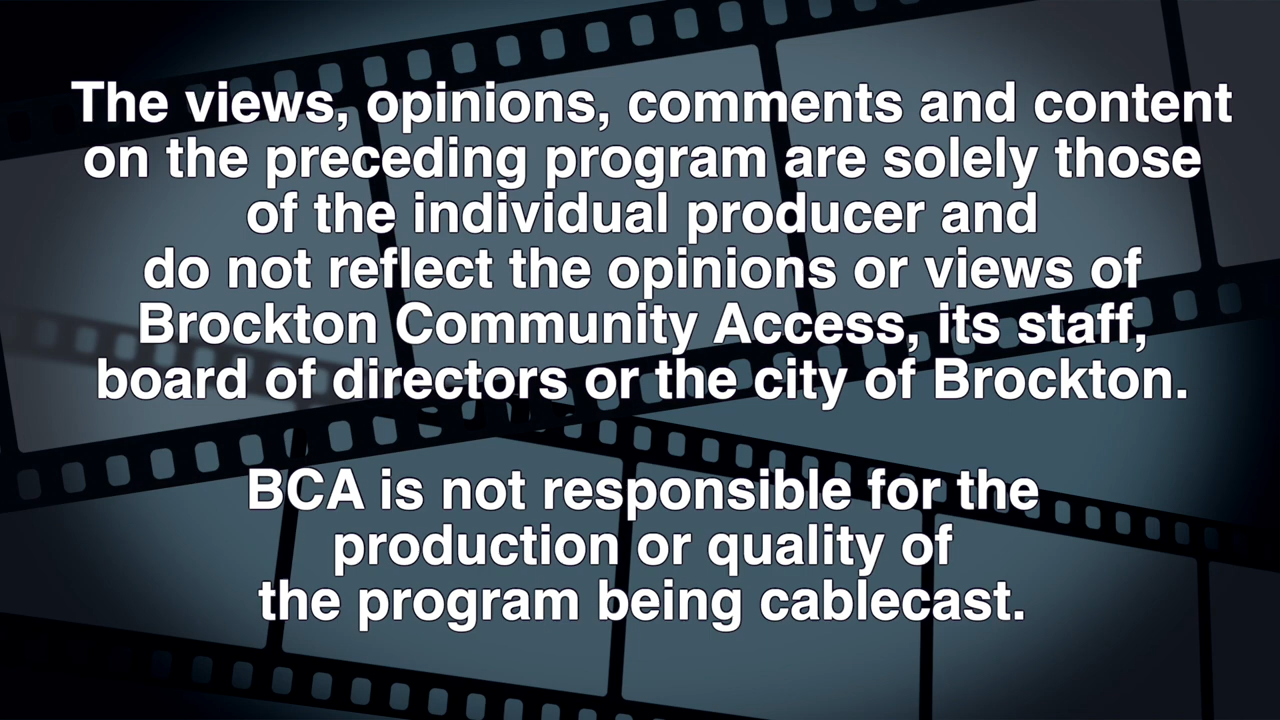 The views, opinions, comments and content
on the preceding program are solely those
of the individual producer and
do not reflect the opinions or views of
Brockton Community Access, its staff,
board of directors or the city of Brockton.
BCA is not responsible for the
production or quality of
the program being cablecast.